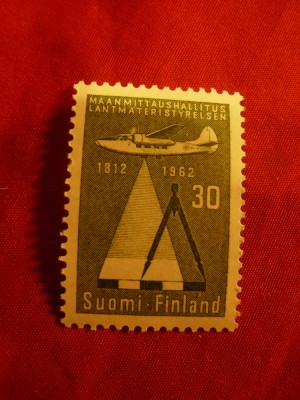 MAANMITTAUSHALLITUS
LANTMÄTERISTYRELSEN
1812 1962
30
Suomi · Finland